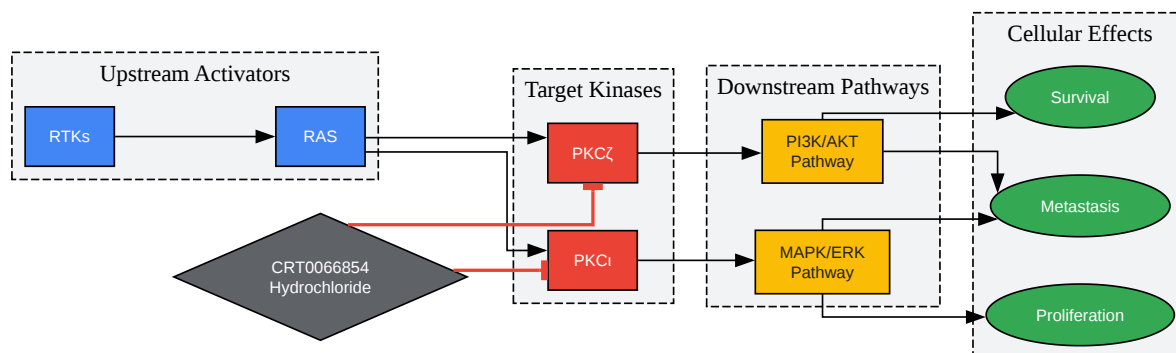 Upstream Activators
RTKs
RAS
CRT0066854
Hydrochloride
Target Kinases
PKCζ
PKCι
Downstream Pathways
PI3K/AKT
Pathway
MAPK/ERK
Pathway
Cellular Effects
Survival
Metastasis
Proliferation